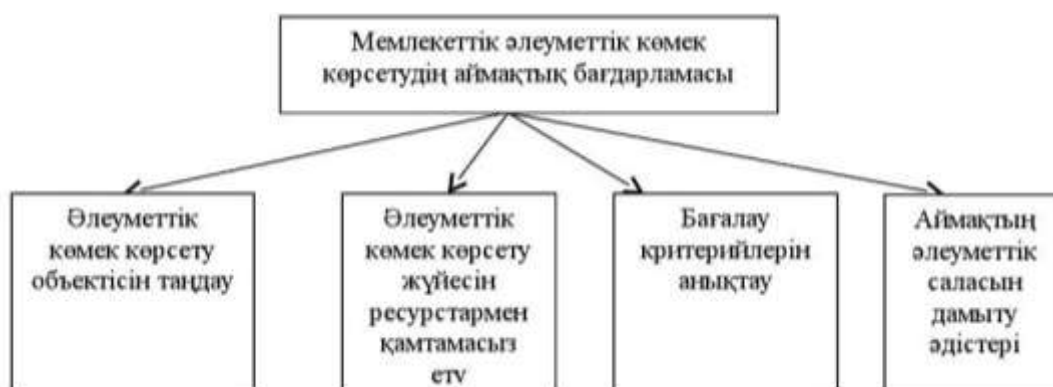 Мемлекеттік әлеуметтік көмек
көрсетудің аймақтық бағдарламасы
Әлеуметтік
көмек көрсету
объектісін таңдау
Әлеуметтік
көмек көрсету
жүйесін
ресурстармен
қамтамасыз
ету
Бағалау
критерийлерін
анықтау
Аймақтың
әлеуметтік
саласын
дамыту
әдістері